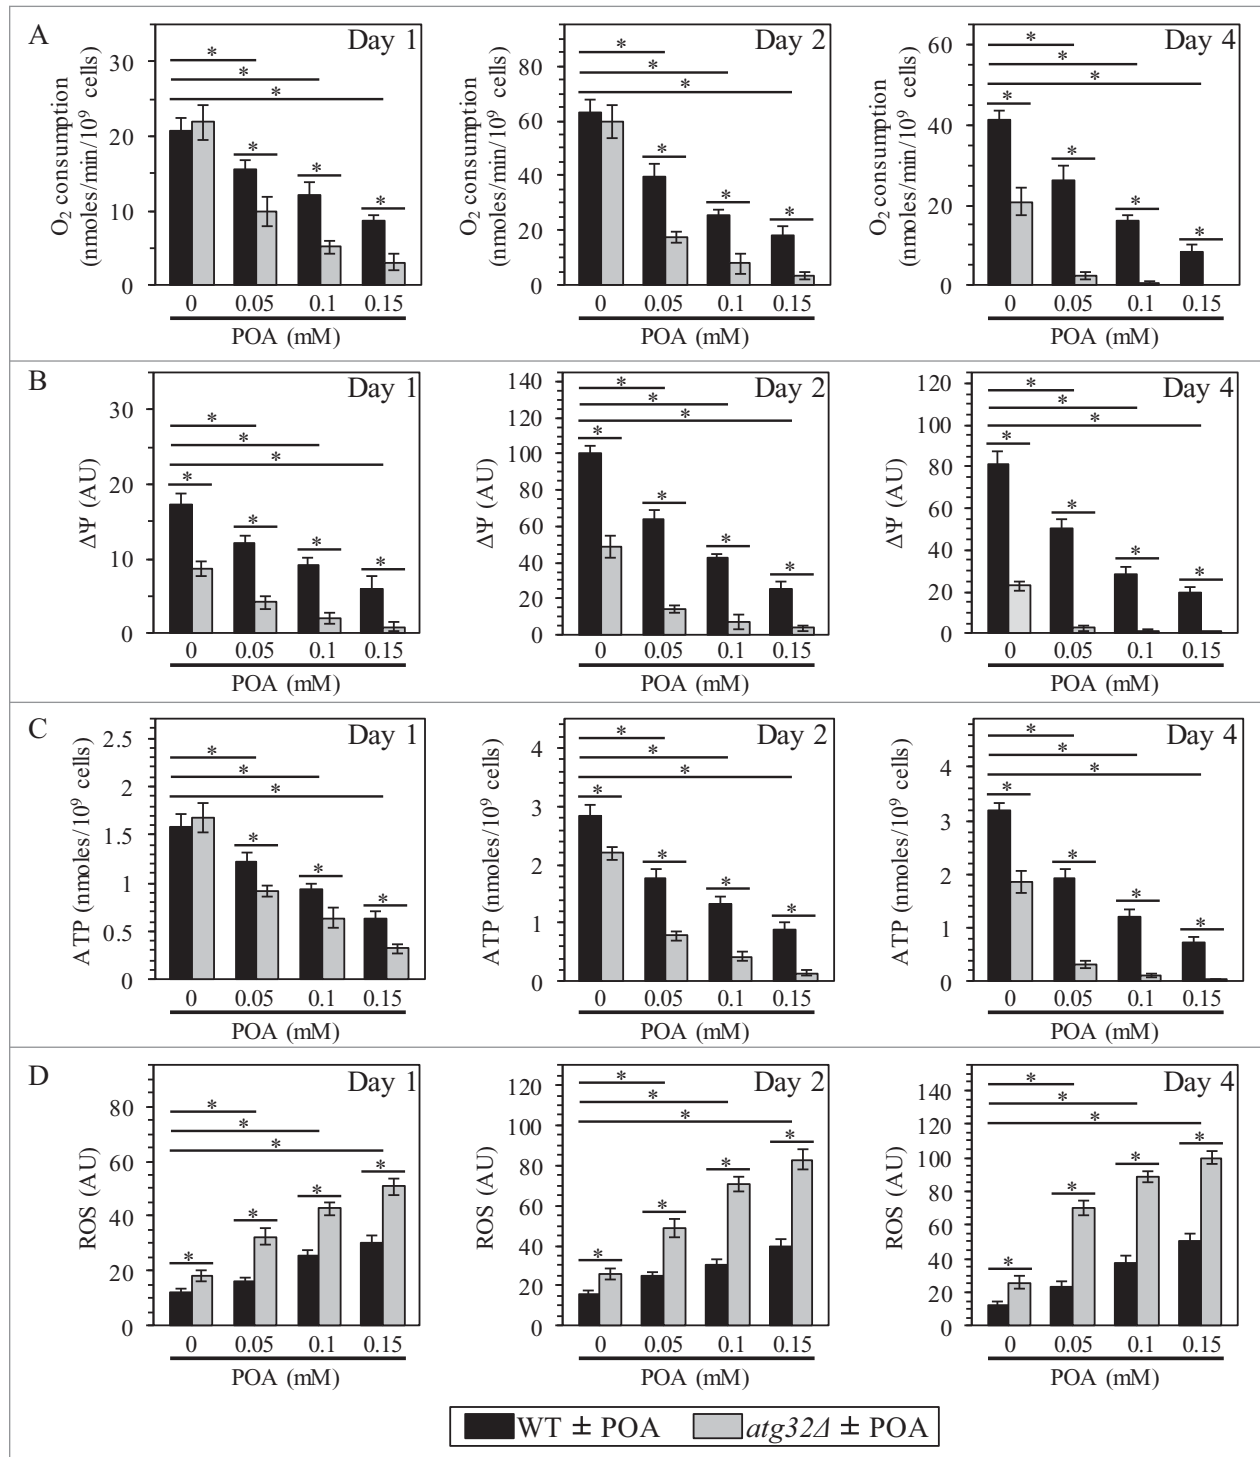 A
Day 1
Day 2
Day 4
O2 consumption
(nmoles/min/10⁹ cells)
30
20
10
0
* * * * * *
0 0.05 0.1 0.15
POA (mM)
O2 consumption
(nmoles/min/10⁹ cells)
80
60
40
20
0
* * * * * *
0 0.05 0.1 0.15
POA (mM)
O2 consumption
(nmoles/min/10⁹ cells)
60
40
20
0
* * * * * * *
0 0.05 0.1 0.15
POA (mM)
B
Day 1
Day 2
Day 4
ΔΨ (AU)
30
20
10
0
* * * * * * *
0 0.05 0.1 0.15
POA (mM)
ΔΨ (AU)
140
120
100
80
60
40
20
0
* * * * * * *
0 0.05 0.1 0.15
POA (mM)
ΔΨ (AU)
120
100
80
60
40
20
0
* * * * * * *
0 0.05 0.1 0.15
POA (mM)
C
Day 1
Day 2
Day 4
ATP (nmoles/10⁹ cells)
2.5
2
1.5
1
0.5
0
* * * * * *
0 0.05 0.1 0.15
POA (mM)
ATP (nmoles/10⁹ cells)
4
3
2
1
0
* * * * * * *
0 0.05 0.1 0.15
POA (mM)
ATP (nmoles/10⁹ cells)
4
3
2
1
0
* * * * * * *
0 0.05 0.1 0.15
POA (mM)
D
Day 1
Day 2
Day 4
ROS (AU)
80
60
40
20
0
* * * * * * *
0 0.05 0.1 0.15
POA (mM)
ROS (AU)
120
100
80
60
40
20
0
* * * * * * *
0 0.05 0.1 0.15
POA (mM)
ROS (AU)
140
120
100
80
60
40
20
0
* * * * * * *
0 0.05 0.1 0.15
POA (mM)
WT ± POA
atg32Δ ± POA